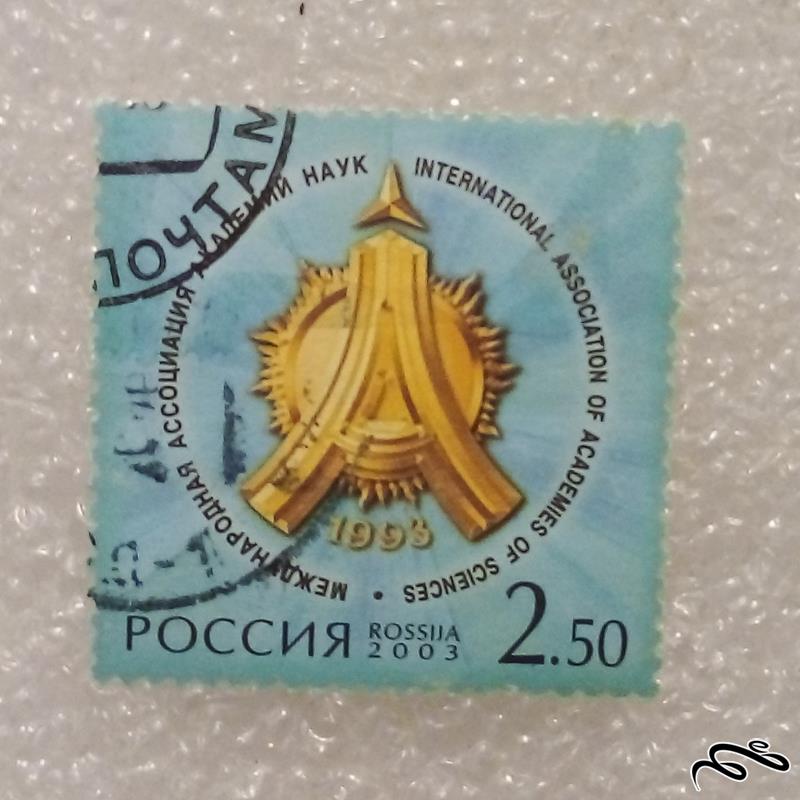 МЕЖДУНАРОДНАЯ АССОЦИАЦИЯ АКАДЕМИЙ НАУК
INTERNATIONAL ASSOCIATION OF ACADEMIES OF SCIENCES •
ПОЧТАМ
1993
РОССИЯ ROSSIJA 2.50
2003